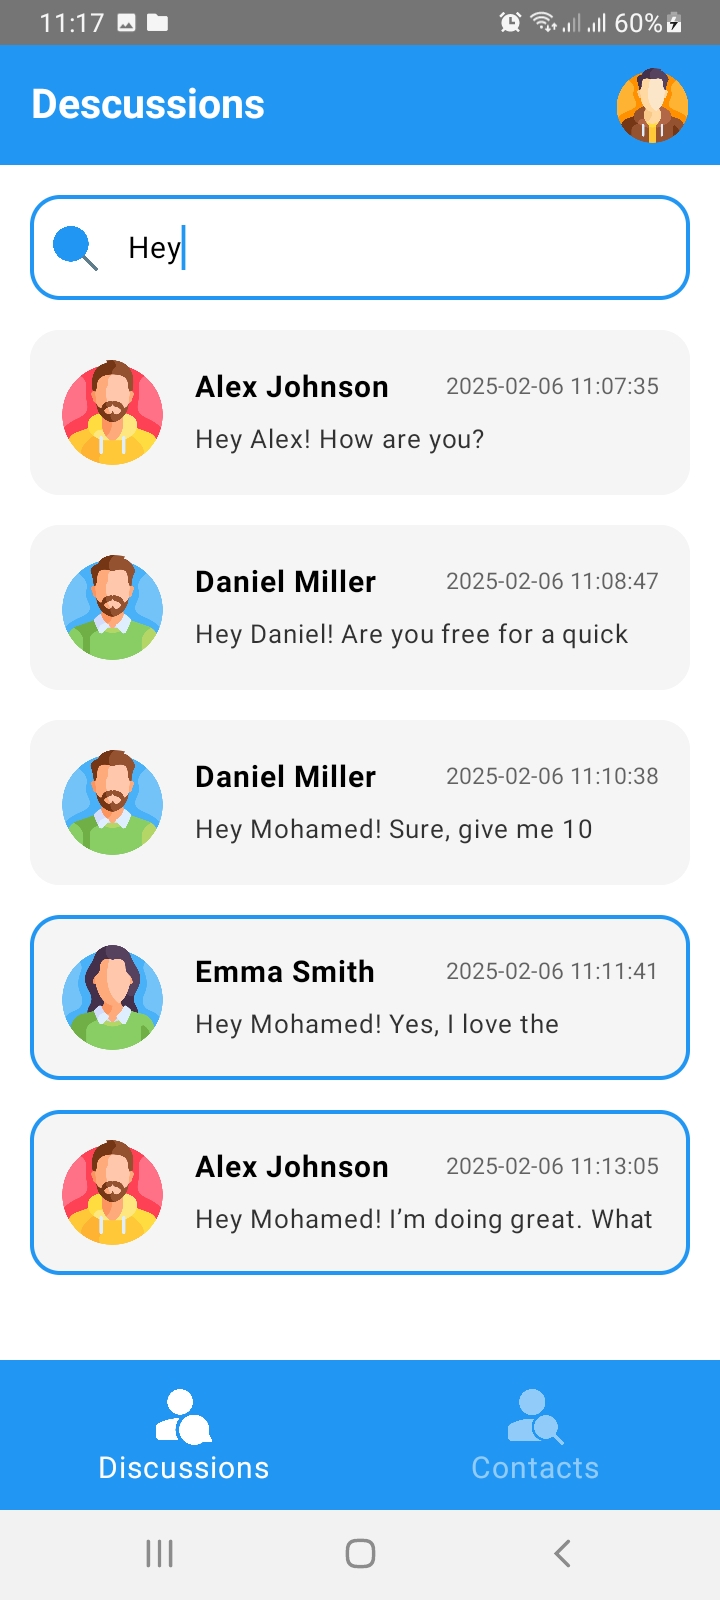 11:17 60%
Descussions
Hey
Alex Johnson 2025-02-06 11:07:35
Hey Alex! How are you?
Daniel Miller 2025-02-06 11:08:47
Hey Daniel! Are you free for a quick
Daniel Miller 2025-02-06 11:10:38
Hey Mohamed! Sure, give me 10
Emma Smith 2025-02-06 11:11:41
Hey Mohamed! Yes, I love the
Alex Johnson 2025-02-06 11:13:05
Hey Mohamed! I’m doing great. What
Discussions Contacts